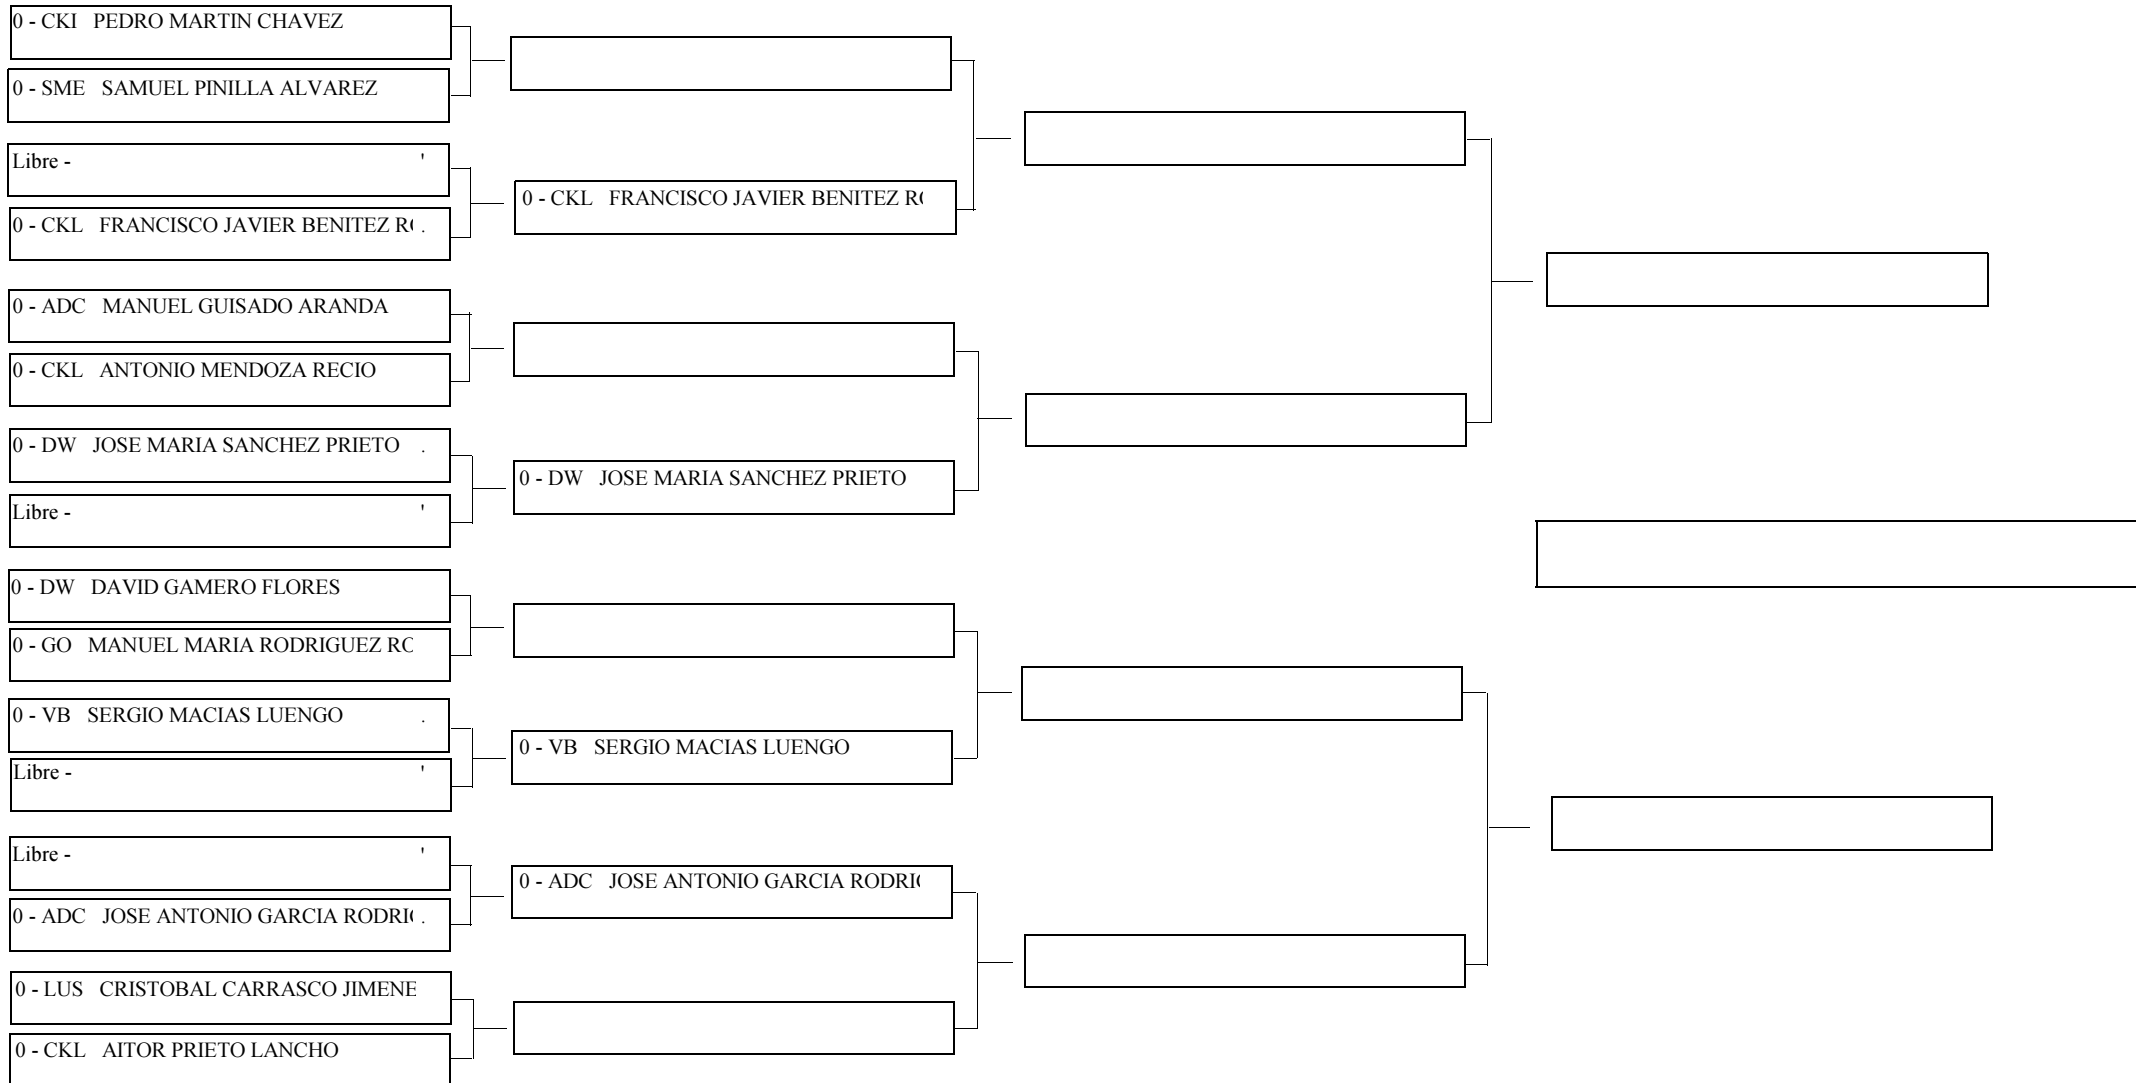 0 - CKI PEDRO MARTIN CHAVEZ
0 - SME SAMUEL PINILLA ALVAREZ
Libre - '
0 - CKL FRANCISCO JAVIER BENITEZ .
0 - ADC MANUEL GUISADO ARANDA
0 - CKL ANTONIO MENDOZA RECIO
0 - DW JOSE MARIA SANCHEZ PRIETO .
Libre - '
0 - DW DAVID GAMERO FLORES
0 - GO MANUEL MARIA RODRIGUEZ
0 - VB SERGIO MACIAS LUENGO .
Libre - '
Libre - '
0 - ADC JOSE ANTONIO GARCIA .
0 - LUS CRISTOBAL CARRASCO JIMENE
0 - CKL AITOR PRIETO LANCHO
0 - CKL FRANCISCO JAVIER BENITEZ
0 - DW JOSE MARIA SANCHEZ PRIETO
0 - VB SERGIO MACIAS LUENGO
0 - ADC JOSE ANTONIO GARCIA